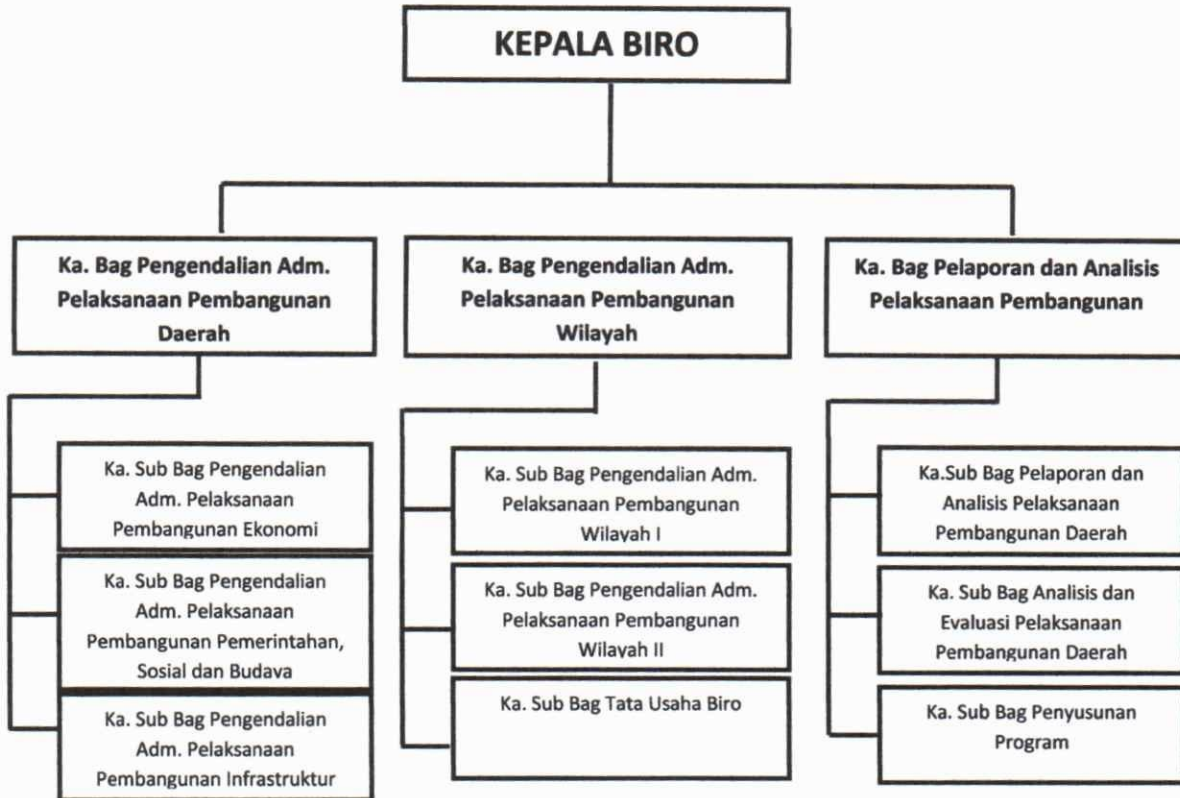 KEPALA BIRO
Ka. Bag Pengendalian Adm.
Pelaksanaan Pembangunan
Daerah
Ka. Bag Pengendalian Adm.
Pelaksanaan Pembangunan
Wilayah
Ka. Bag Pelaporan dan Analisis
Pelaksanaan Pembangunan
Ka. Sub Bag Pengendalian
Adm. Pelaksanaan
Pembangunan Ekonomi
Ka. Sub Bag Pengendalian
Adm. Pelaksanaan
Pembangunan Pemerintahan,
Sosial dan Budaya
Ka. Sub Bag Pengendalian
Adm. Pelaksanaan
Pembangunan Infrastruktur
Ka. Sub Bag Pengendalian Adm.
Pelaksanaan Pembangunan
Wilayah I
Ka. Sub Bag Pengendalian Adm.
Pelaksanaan Pembangunan
Wilayah II
Ka. Sub Bag Tata Usaha Biro
Ka.Sub Bag Pelaporan dan
Analisis Pelaksanaan
Pembangunan Daerah
Ka. Sub Bag Analisis dan
Evaluasi Pelaksanaan
Pembangunan Daerah
Ka. Sub Bag Penyusunan
Program